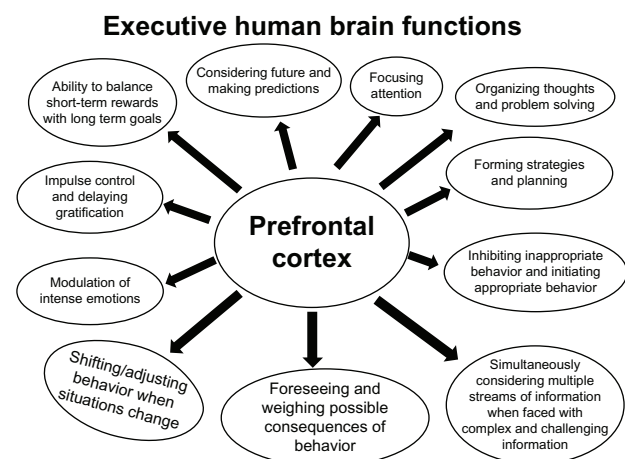 Executive human brain functions
Ability to balance
short-term rewards
with long term goals
Considering future and
making predictions
Focusing
attention
Organizing thoughts
and problem solving
Impulse control
and delaying
gratification
Prefrontal
cortex
Forming strategies
and planning
Modulation of
intense emotions
Inhibiting inappropriate
behavior and initiating
appropriate behavior
Shifting/adjusting
behavior when
situations change
Foreseeing and
weighing possible
consequences of
behavior
Simultaneously
considering multiple
streams of information
when faced with
complex and challenging
information